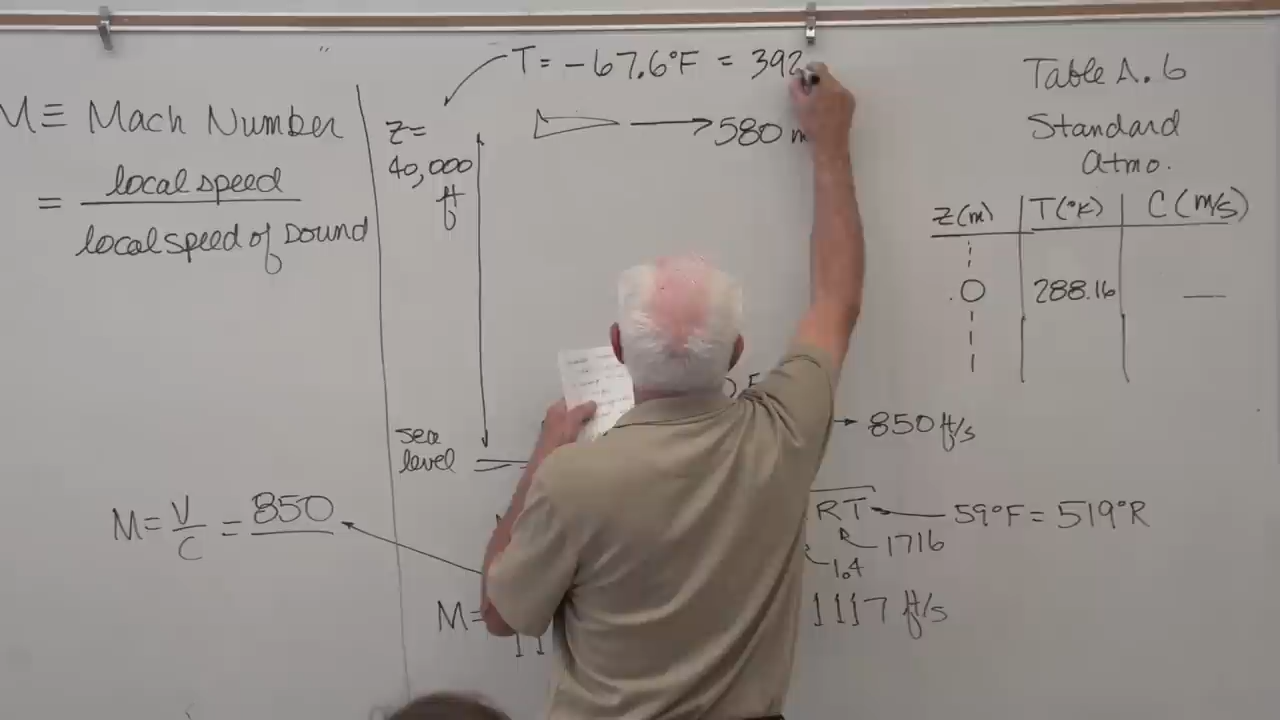 M ≡ Mach Number
= local speed
local speed of sound
M = V/C = 850
T = -67.6°F = 392
Z =
40,000
ft
580 m
sea
level
850 ft/s
RT
59°F = 519°R
1716
1.4
M =
1117 ft/s
Table A.6
Standard
Atmo.
Z(m) T(°K) C(m/s)
0 288.16 —